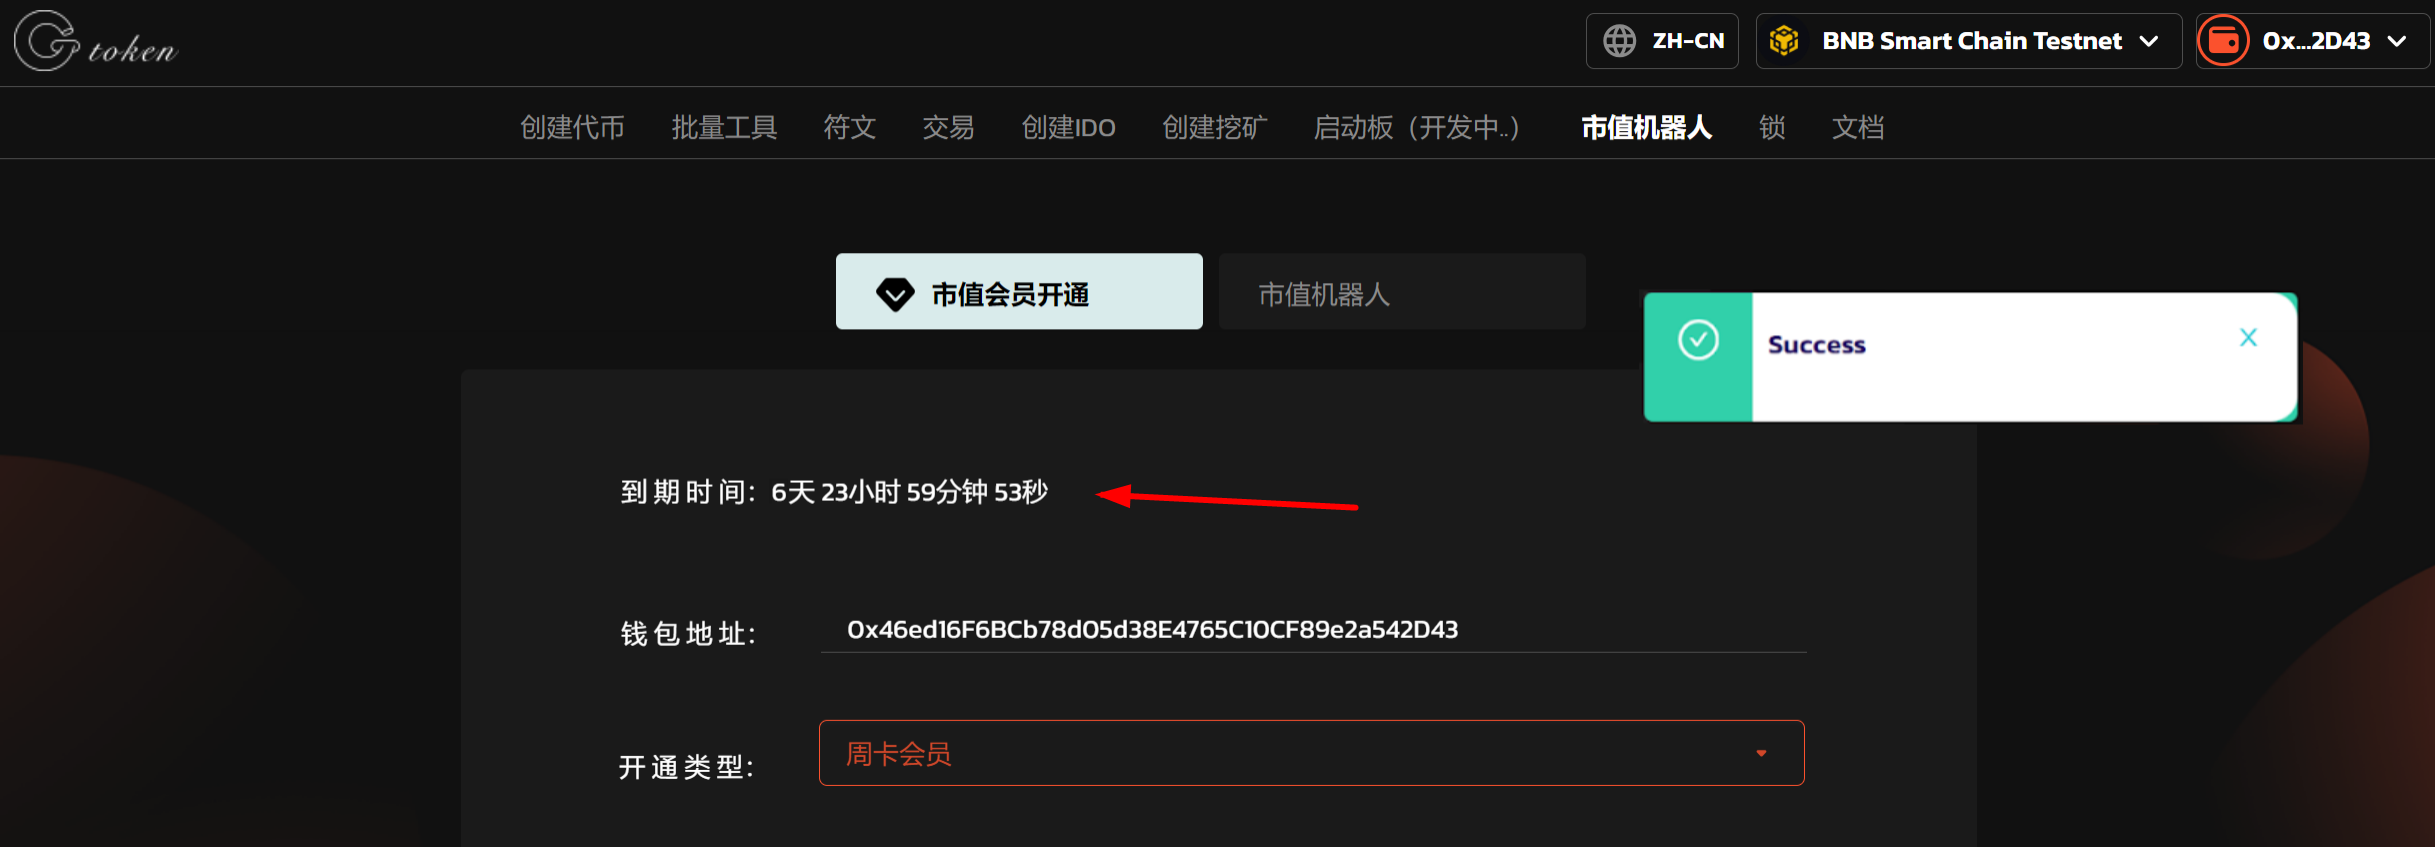 GP token
ZH-CN
BNB Smart Chain Testnet
0x...2D43
创建代币 批量工具 符文 交易 创建IDO 创建挖矿 启动板（开发中..） 市值机器人 锁 文档
市值会员开通
市值机器人
Success
X
到期时间：6天 23小时 59分钟 53秒
钱包地址： 0x46ed16F6BCb78d05d38E4765C10CF89e2a542D43
开通类型： 周卡会员